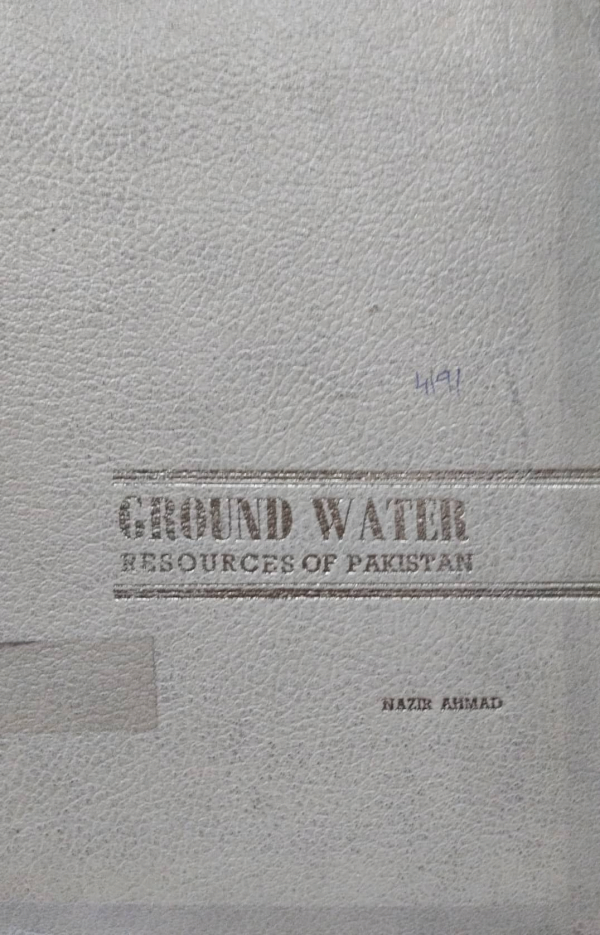 4191
GROUND WATER
RESOURCES OF PAKISTAN
NAZIR AHMAD